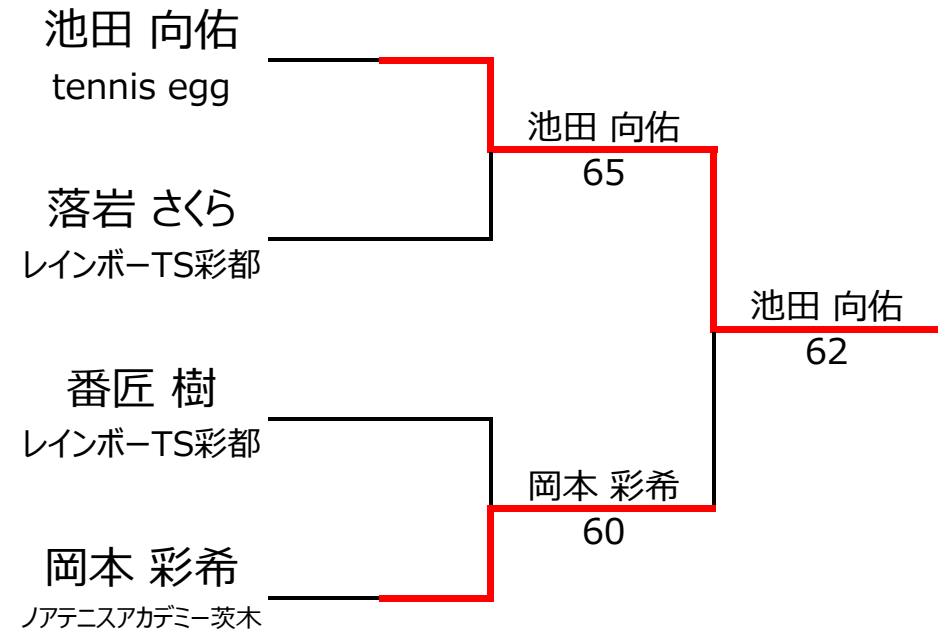 池田 向佑
tennis egg
池田 向佑
65
落岩 さくら
レインボーTS彩都
池田 向佑
62
番匠 樹
レインボーTS彩都
岡本 彩希
60
岡本 彩希
ノアテニスアカデミー茨木